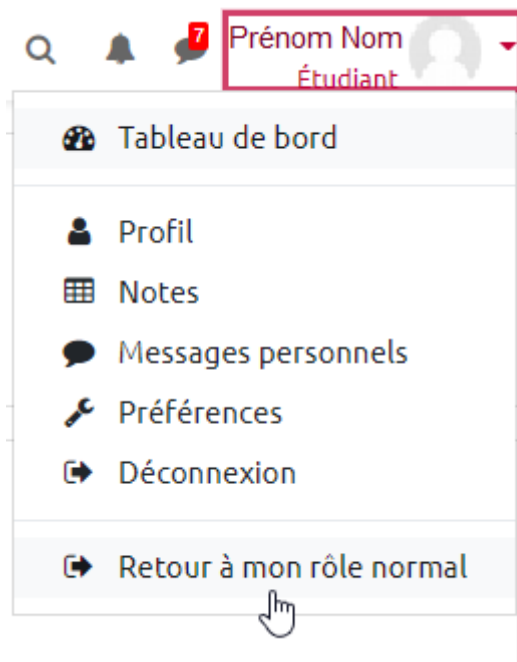 7
Prénom Nom
Étudiant
Tableau de bord
Profil
Notes
Messages personnels
Préférences
Déconnexion
Retour à mon rôle normal